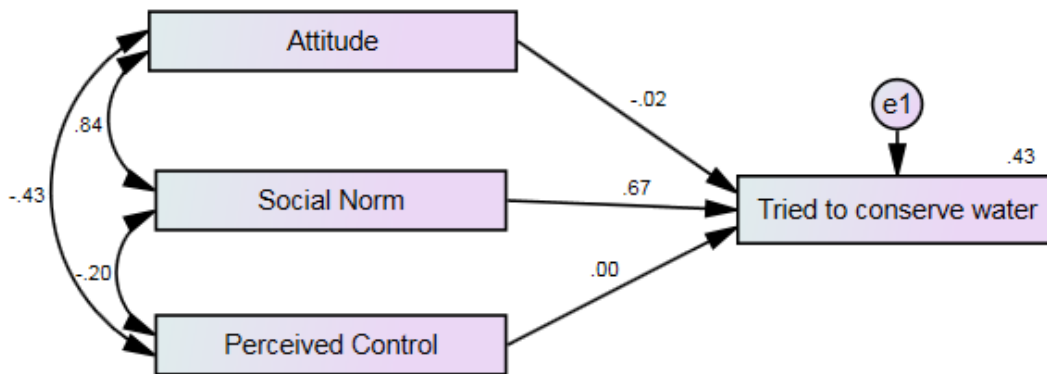 Attitude
-.02
e1
.84
.43
-.43
Social Norm
.67
Tried to conserve water
-.20
.00
Perceived Control